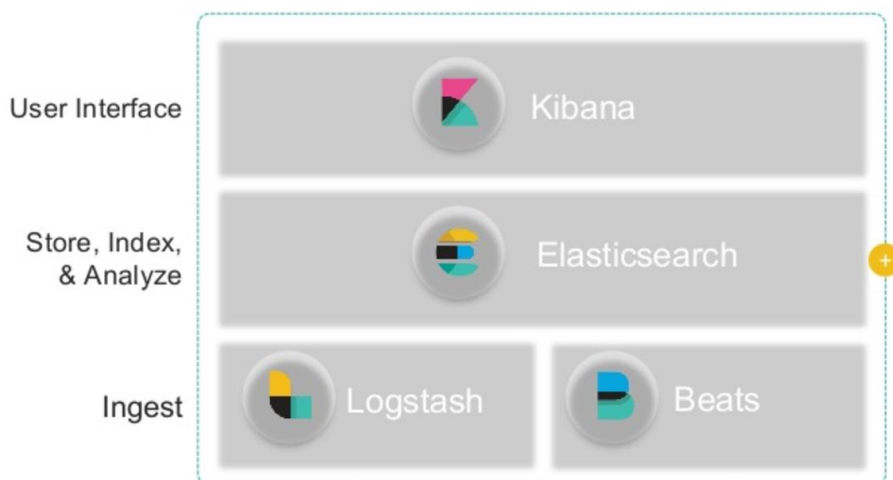 User Interface
Kibana
Store, Index,
& Analyze
Elasticsearch
+
Ingest
Logstash
Beats